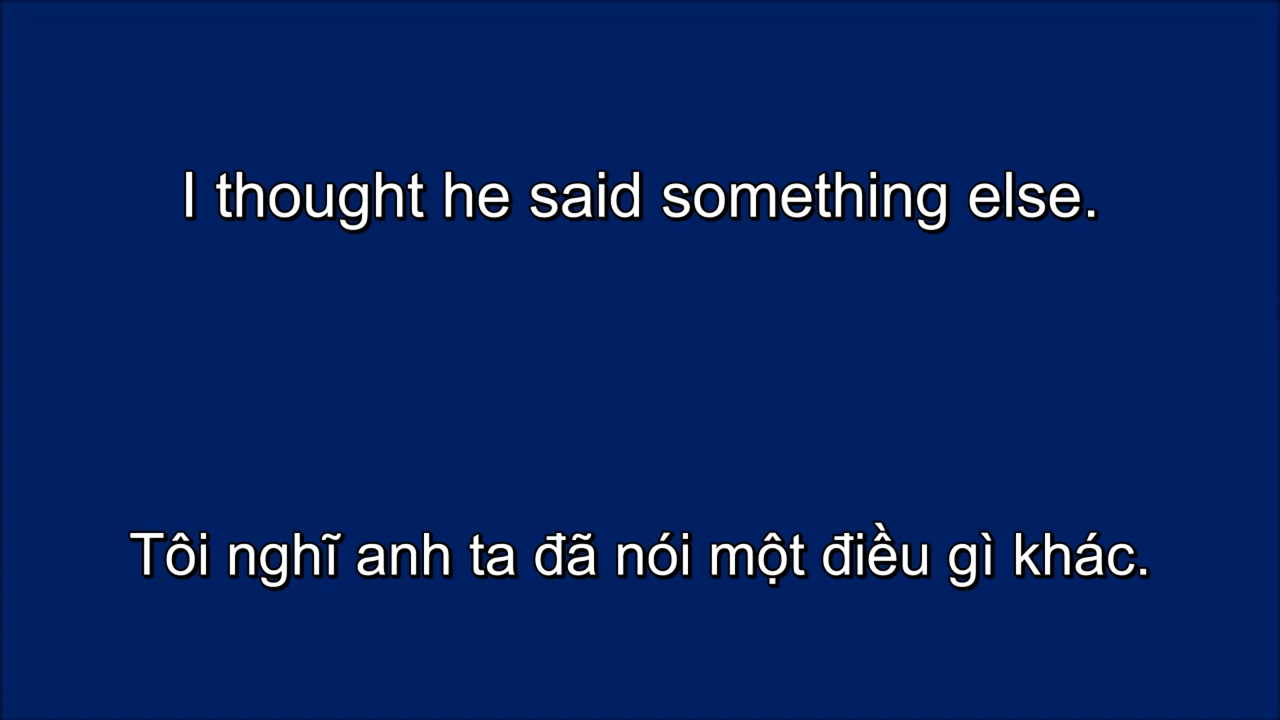 I thought he said something else.
Tôi nghĩ anh ta đã nói một điều gì khác.